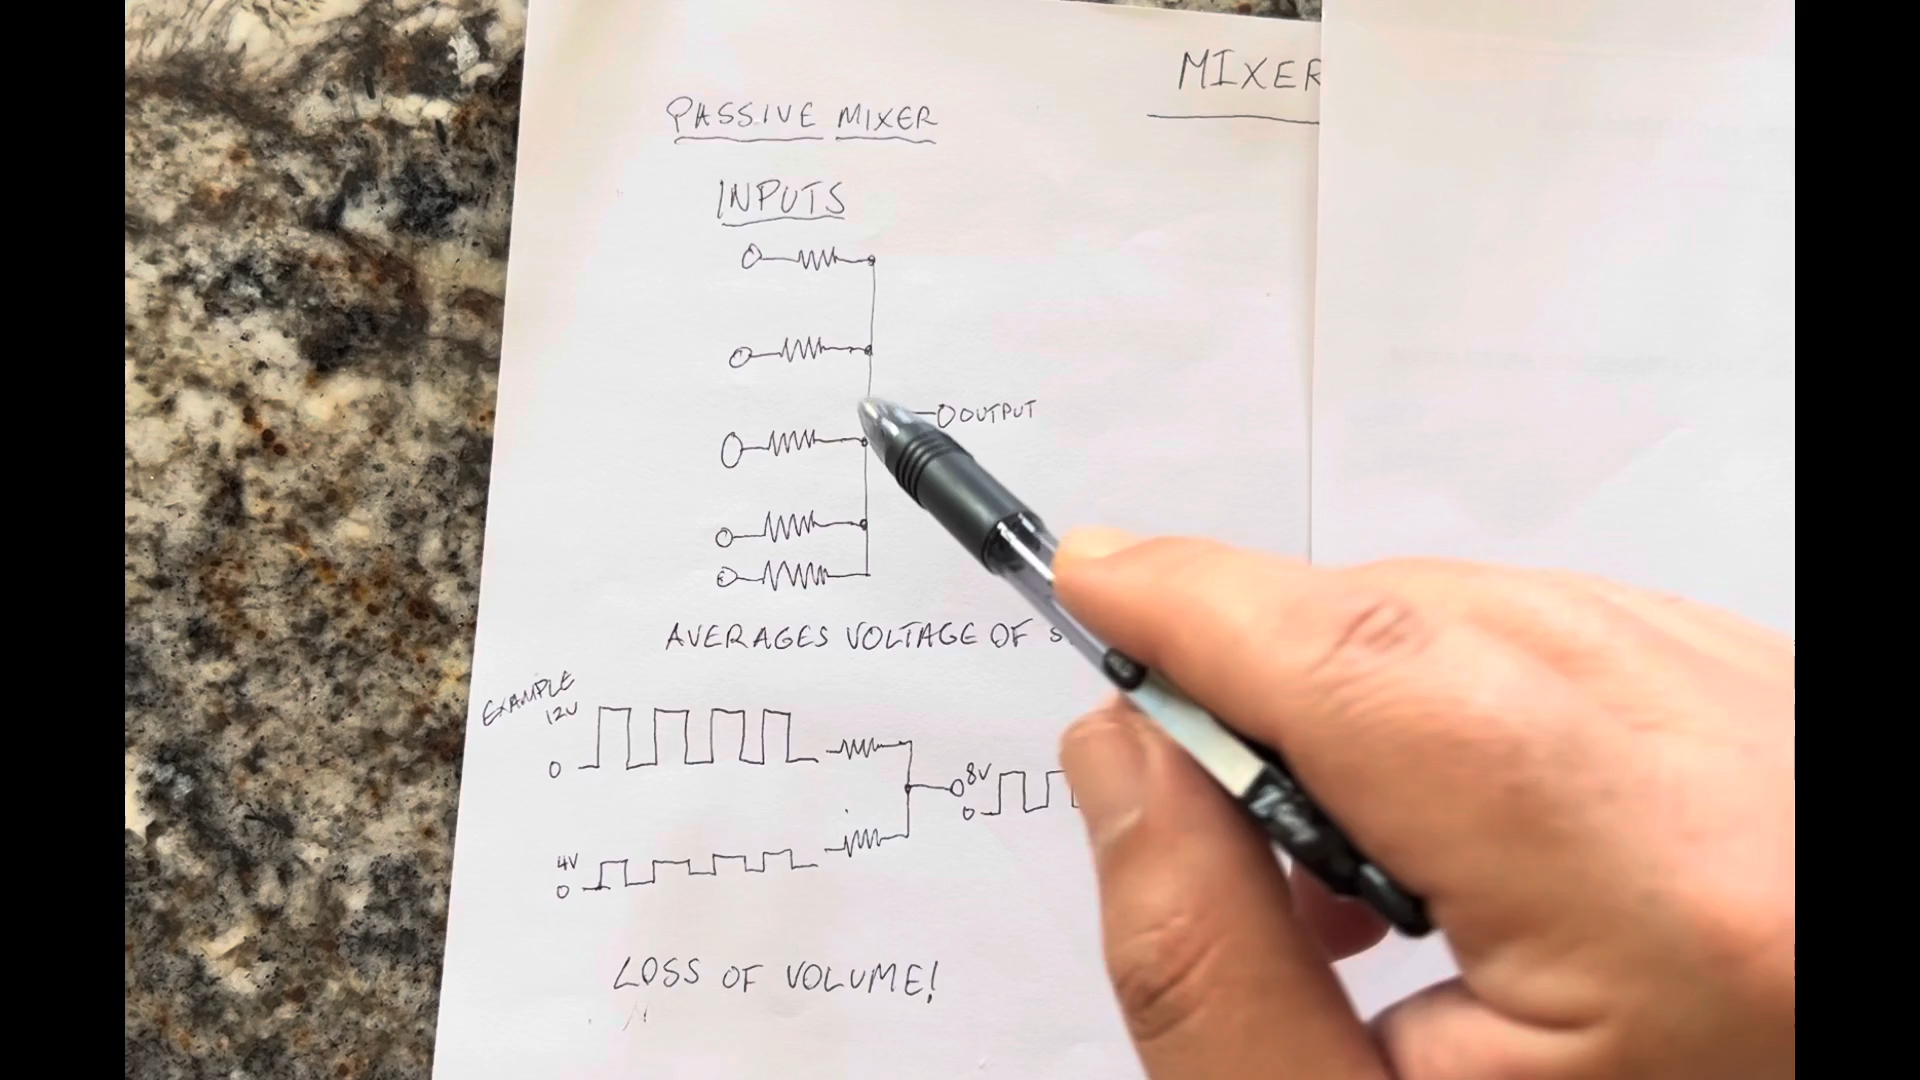 MIXER
PASSIVE MIXER
INPUTS
OUTPUT
AVERAGES VOLTAGE OF S
EXAMPLE
12V
0
8V
0
4V
0
LOSS OF VOLUME!